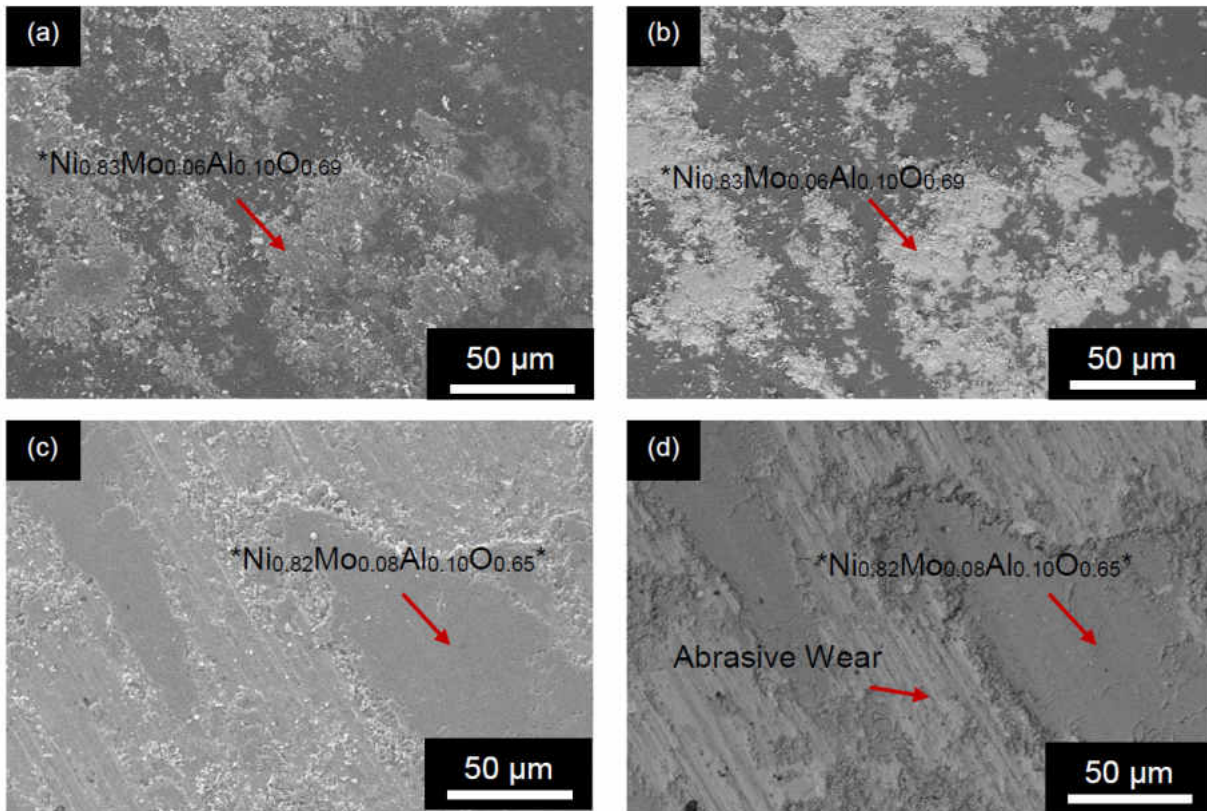 (a)
*Ni₀.₈₃Mo₀.₀₆Al₀.₁₀O₀.₆₉
50 µm
(b)
*Ni₀.₈₃Mo₀.₀₆Al₀.₁₀O₀.₆₉
50 µm
(c)
*Ni₀.₈₂Mo₀.₀₈Al₀.₁₀O₀.₆₅*
50 µm
(d)
*Ni₀.₈₂Mo₀.₀₈Al₀.₁₀O₀.₆₅*
Abrasive Wear
50 µm